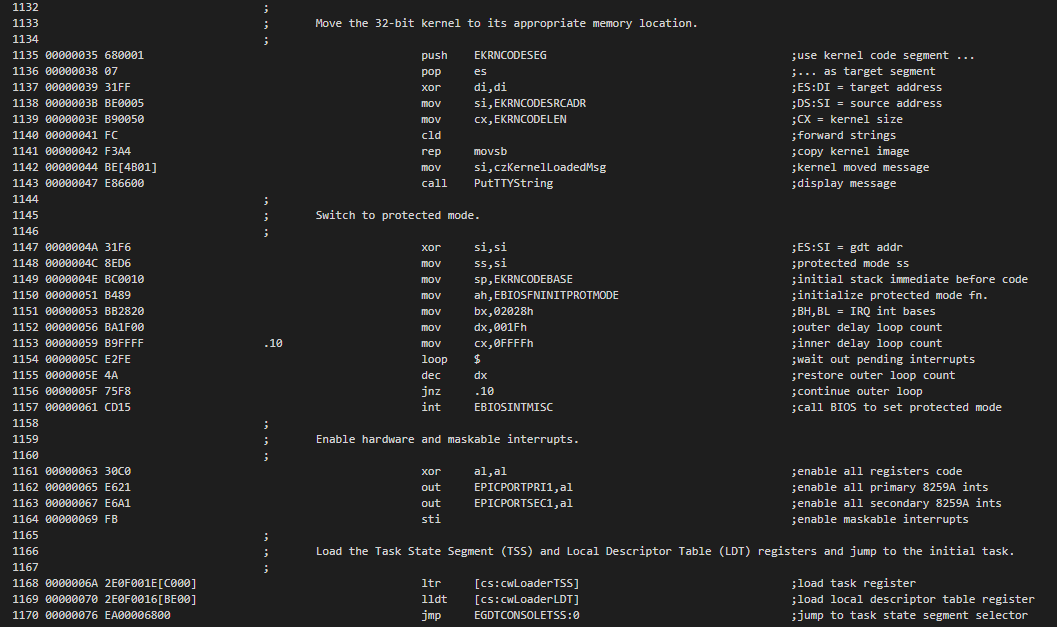 1132 ;
1133 ; Move the 32-bit kernel to its appropriate memory location.
1134 ;
1135 00000035 680001 push EKRNCODESEG ;use kernel code segment ...
1136 00000038 07 pop es ;... as target segment
1137 00000039 31FF xor di,di ;ES:DI = target address
1138 0000003B BE0005 mov si,EKRNCODESRCADR ;DS:SI = source address
1139 0000003E B90050 mov cx,EKRNCODELEN ;CX = kernel size
1140 00000041 FC cld ;forward strings
1141 00000042 F3A4 rep movsb ;copy kernel image
1142 00000044 BE[4B01] mov si,czKernelLoadedMsg ;kernel moved message
1143 00000047 E86600 call PutTTYString ;display message
1144 ;
1145 ; Switch to protected mode.
1146 ;
1147 0000004A 31F6 xor si,si ;ES:SI = gdt addr
1148 0000004C 8ED6 mov ss,si ;protected mode ss
1149 0000004E BC0010 mov sp,EKRNCODEBASE ;initial stack immediate before code
1150 00000051 B489 mov ah,EBIOSFNINITPROTMODE ;initialize protected mode fn.
1151 00000053 BB2820 mov bx,02028h ;BH,BL = IRQ int bases
1152 00000056 BA1F00 mov dx,001Fh ;outer delay loop count
1153 00000059 B9FFFF .10 mov cx,0FFFFh ;inner delay loop count
1154 0000005C E2FE loop $ ;wait out pending interrupts
1155 0000005E 4A dec dx ;restore outer loop count
1156 0000005F 75F8 jnz .10 ;continue outer loop
1157 00000061 CD15 int EBIOSINTMISC ;call BIOS to set protected mode
1158 ;
1159 ; Enable hardware and maskable interrupts.
1160 ;
1161 00000063 30C0 xor al,al ;enable all registers code
1162 00000065 E621 out EPICPORTPRI1,al ;enable all primary 8259A ints
1163 00000067 E6A1 out EPICPORTSEC1,al ;enable all secondary 8259A ints
1164 00000069 FB sti ;enable maskable interrupts
1165 ;
1166 ; Load the Task State Segment (TSS) and Local Descriptor Table (LDT) registers and jump to the initial task.
1167 ;
1168 0000006A 2E0F001E[C000] ltr [cs:cwLoaderTSS] ;load task register
1169 00000070 2E0F0016[BE00] lldt [cs:cwLoaderLDT] ;load local descriptor table register
1170 00000076 EA00006800 jmp EGDTCONSOLETSS:0 ;jump to task state segment selector